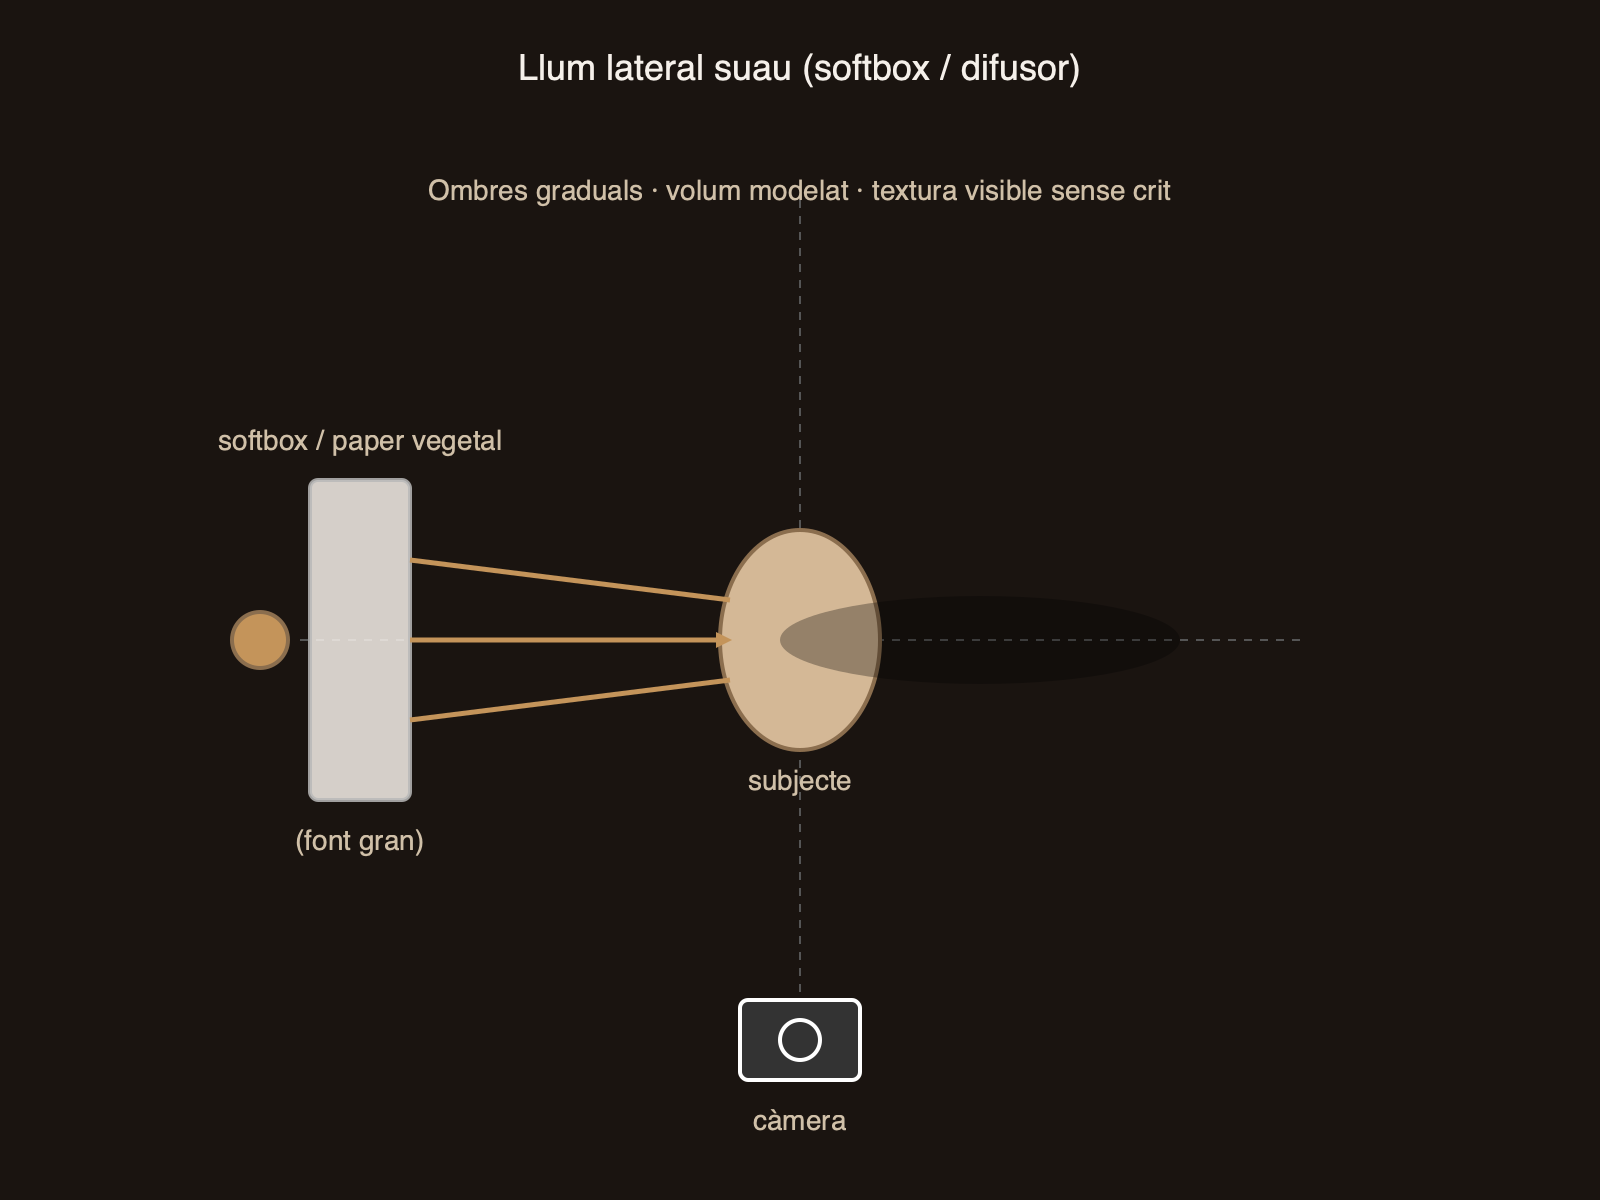 Llum lateral suau (softbox / difusor)
Ombres graduals · volum modelat · textura visible sense crit
softbox / paper vegetal
subjecte
(font gran)
càmera